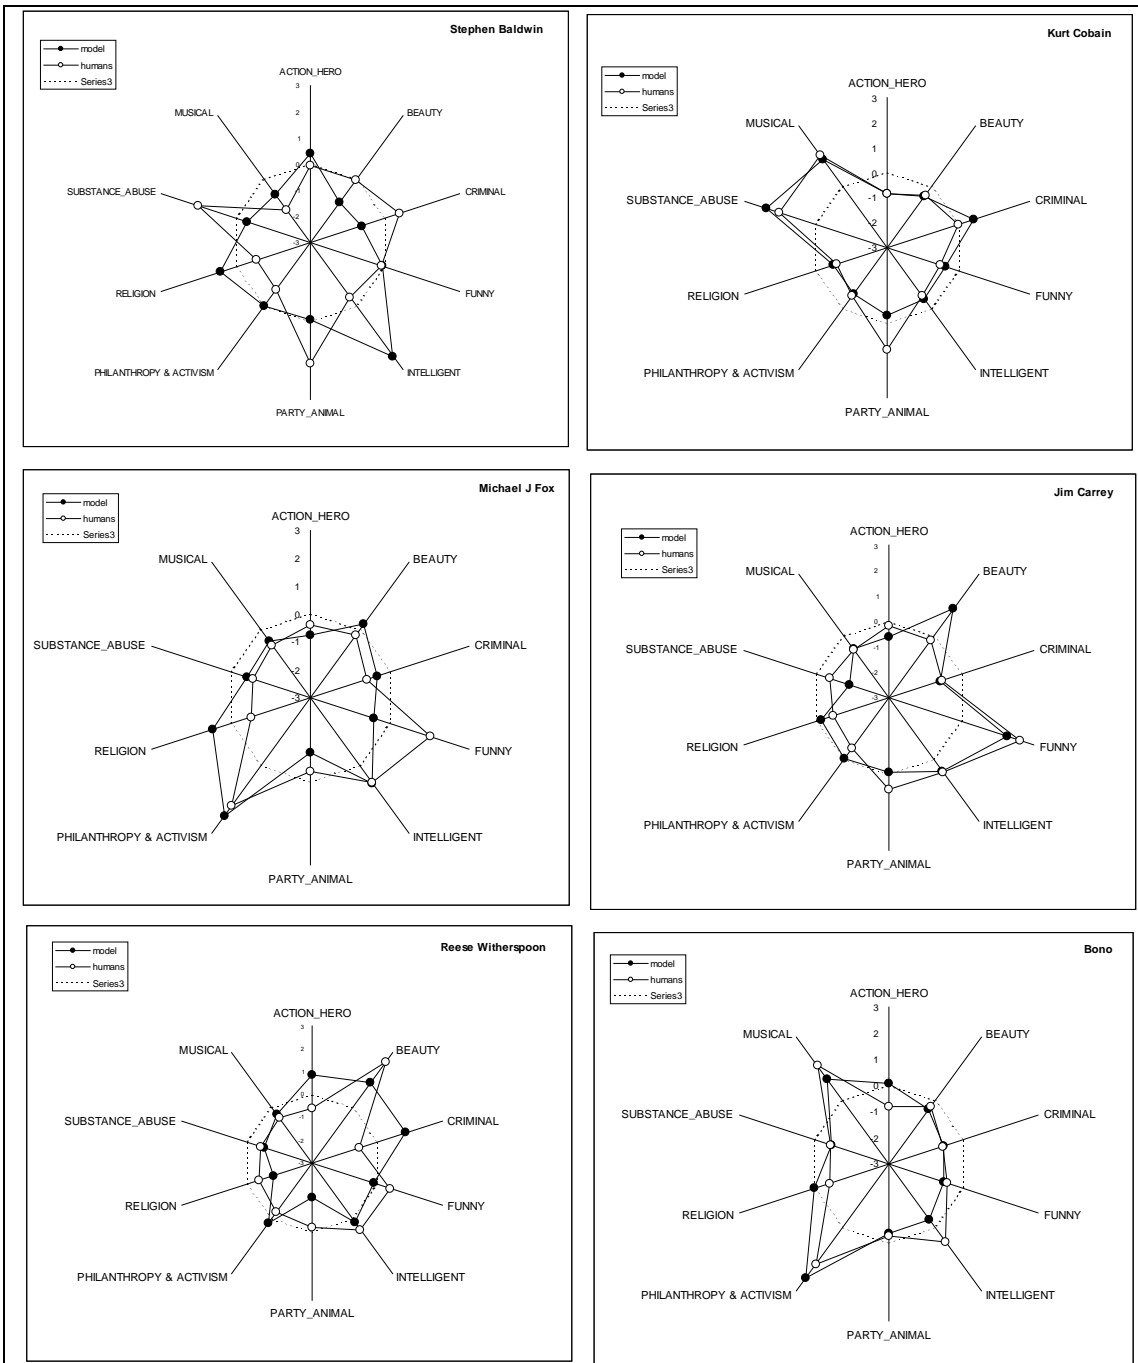 Stephen Baldwin
model
humans
Series3
ACTION_HERO
3
2
1
0
-1
-2
-3
BEAUTY
CRIMINAL
FUNNY
INTELLIGENT
PARTY_ANIMAL
PHILANTHROPY & ACTIVISM
RELIGION
SUBSTANCE_ABUSE
MUSICAL
Kurt Cobain
model
humans
Series3
ACTION_HERO
3
2
1
0
-1
-2
-3
BEAUTY
CRIMINAL
FUNNY
INTELLIGENT
PARTY_ANIMAL
PHILANTHROPY & ACTIVISM
RELIGION
SUBSTANCE_ABUSE
MUSICAL
Michael J Fox
model
humans
Series3
ACTION_HERO
3
2
1
0
-1
-2
-3
BEAUTY
CRIMINAL
FUNNY
INTELLIGENT
PARTY_ANIMAL
PHILANTHROPY & ACTIVISM
RELIGION
SUBSTANCE_ABUSE
MUSICAL
Jim Carrey
model
humans
Series3
ACTION_HERO
3
2
1
0
-1
-2
-3
BEAUTY
CRIMINAL
FUNNY
INTELLIGENT
PARTY_ANIMAL
PHILANTHROPY & ACTIVISM
RELIGION
SUBSTANCE_ABUSE
MUSICAL
Reese Witherspoon
model
humans
Series3
ACTION_HERO
3
2
1
0
-1
-2
-3
BEAUTY
CRIMINAL
FUNNY
INTELLIGENT
PARTY_ANIMAL
PHILANTHROPY & ACTIVISM
RELIGION
SUBSTANCE_ABUSE
MUSICAL
Bono
model
humans
Series3
ACTION_HERO
3
2
1
0
-1
-2
-3
BEAUTY
CRIMINAL
FUNNY
INTELLIGENT
PARTY_ANIMAL
PHILANTHROPY & ACTIVISM
RELIGION
SUBSTANCE_ABUSE
MUSICAL